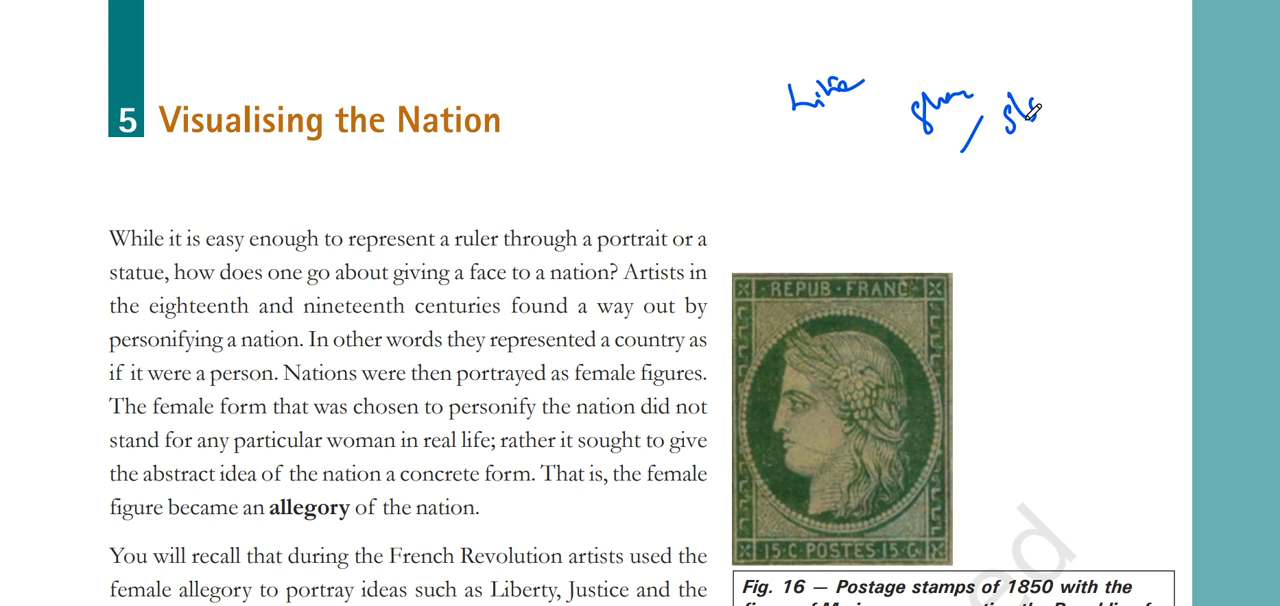 5 Visualising the Nation
While it is easy enough to represent a ruler through a portrait or a
statue, how does one go about giving a face to a nation? Artists in
the eighteenth and nineteenth centuries found a way out by
personifying a nation. In other words they represented a country as
if it were a person. Nations were then portrayed as female figures.
The female form that was chosen to personify the nation did not
stand for any particular woman in real life; rather it sought to give
the abstract idea of the nation a concrete form. That is, the female
figure became an allegory of the nation.
You will recall that during the French Revolution artists used the
female allegory to portray ideas such as Liberty, Justice and the
REPUB · FRANC
15·C·POSTES·15·C
Fig. 16 — Postage stamps of 1850 with the